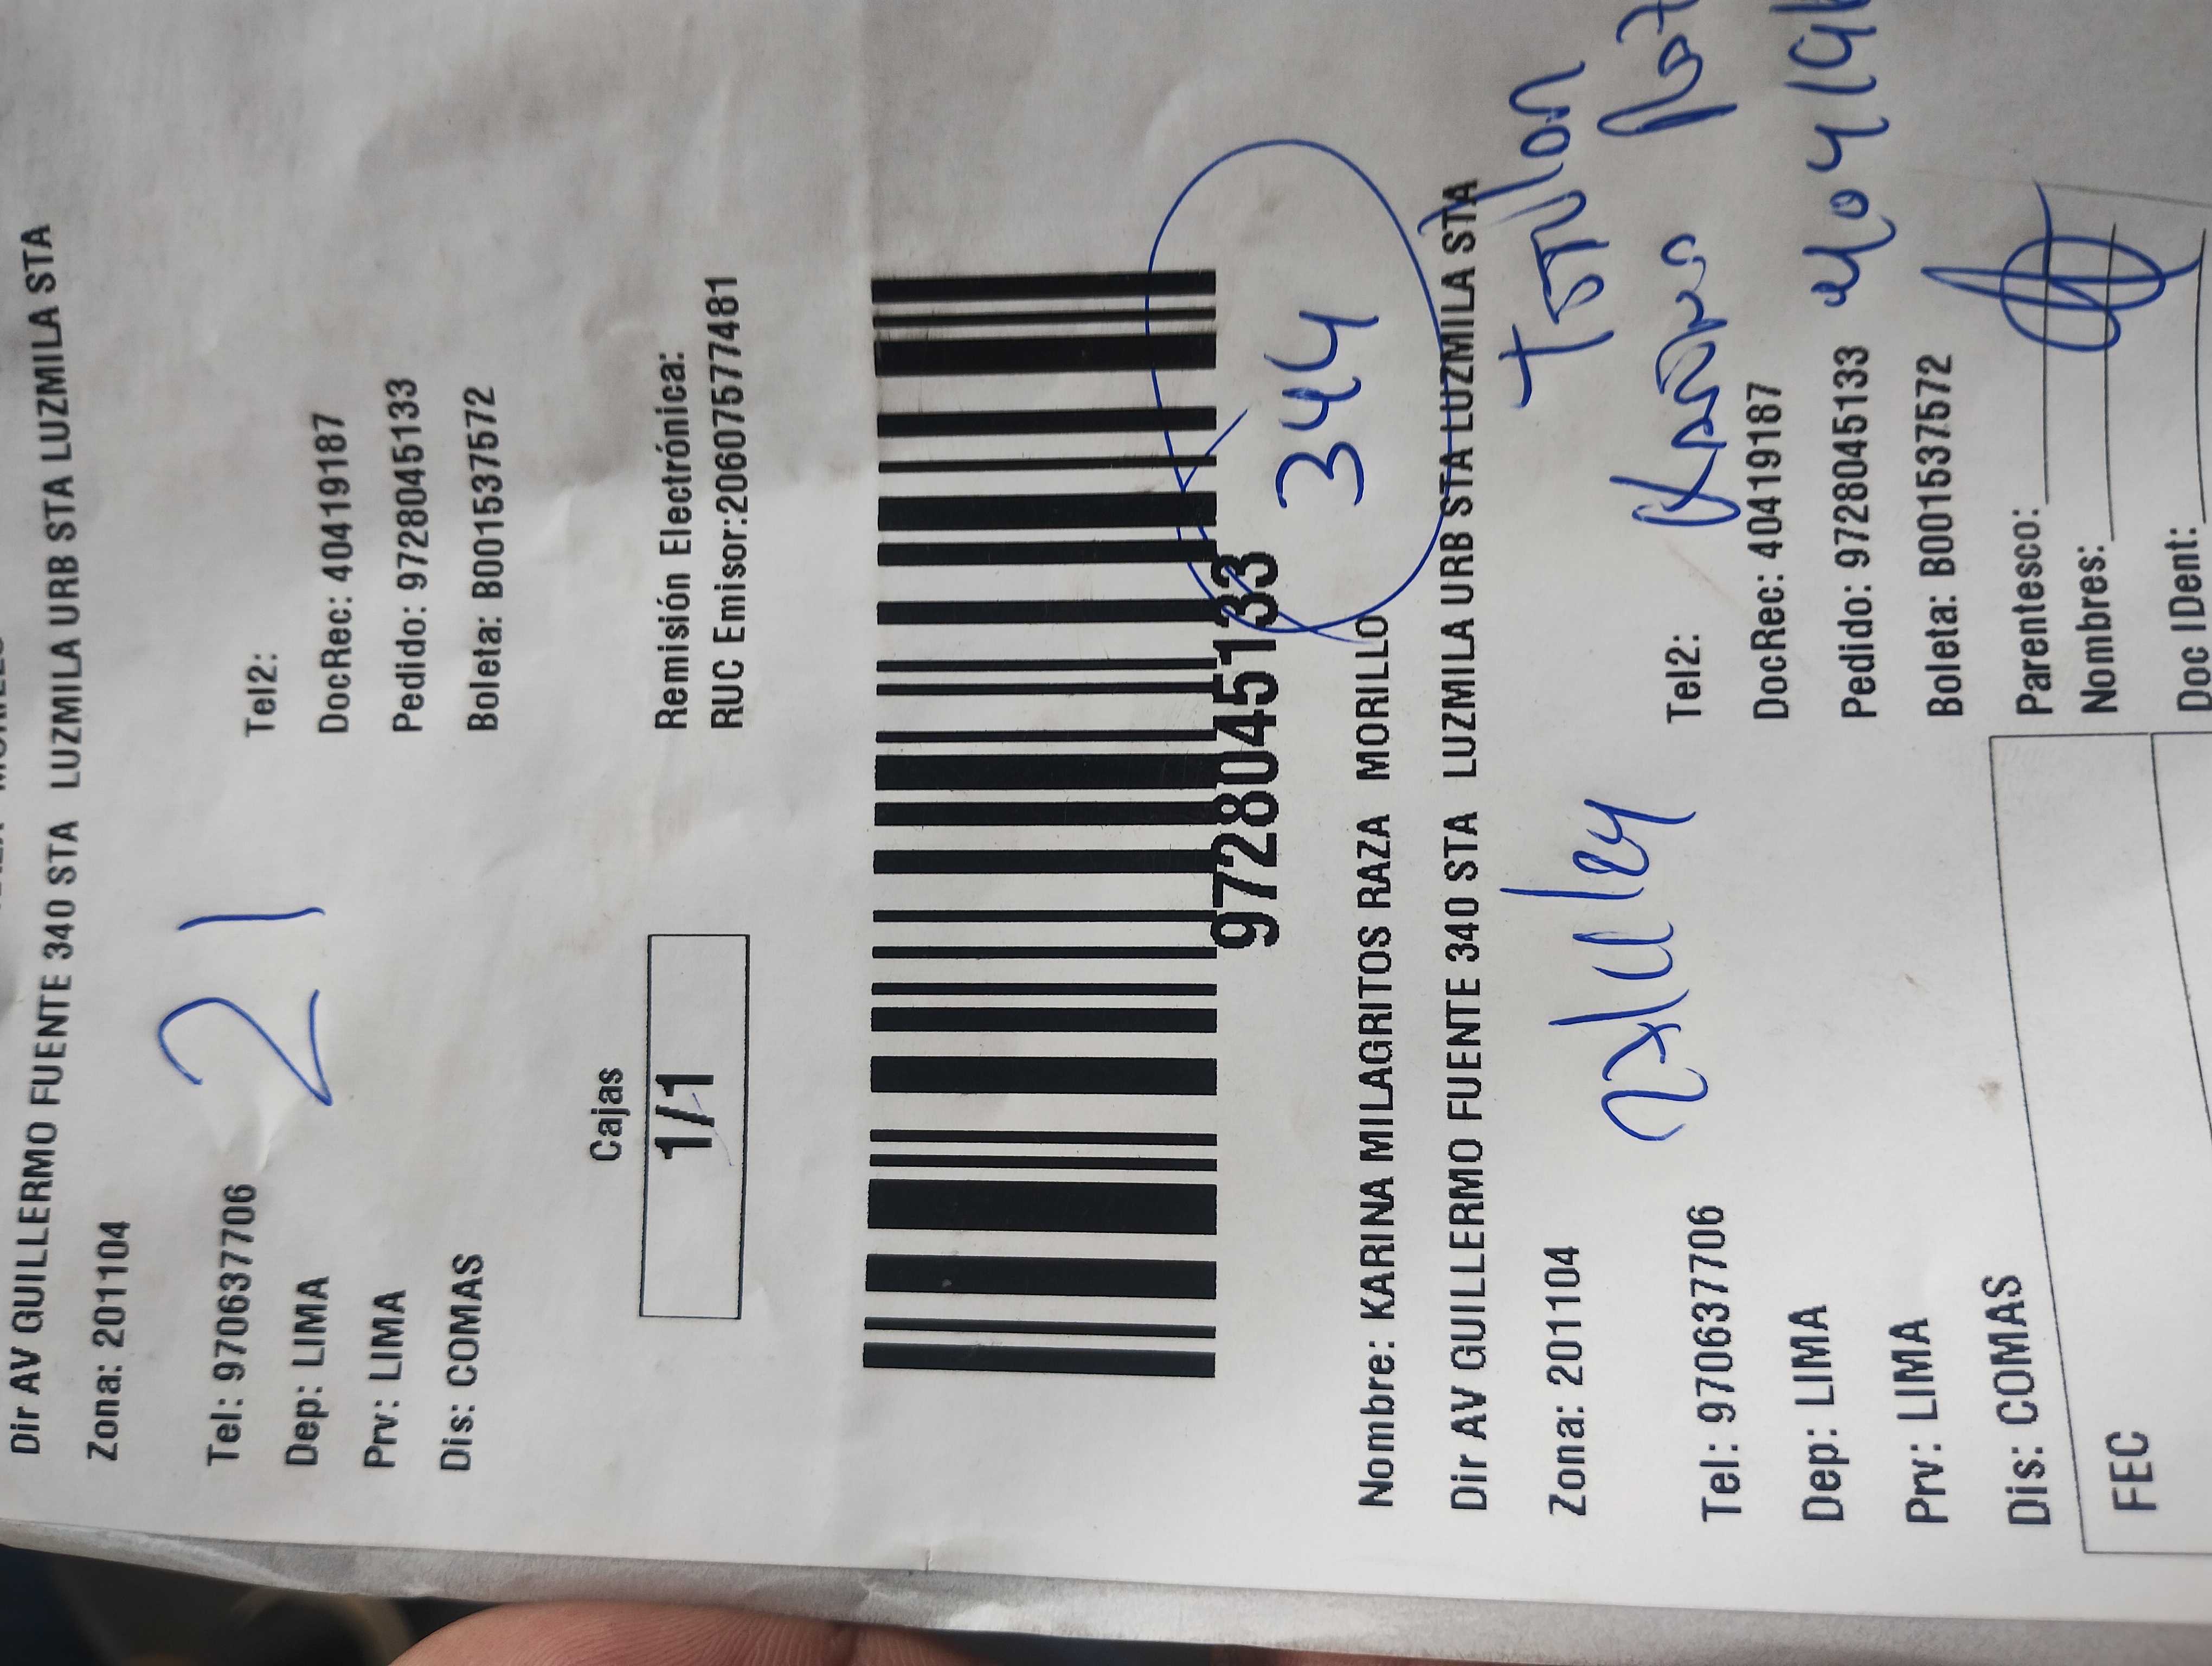 Dir AV GUILLERMO FUENTE 340 STA LUZMILA URB STA LUZMILA STA
Zona: 201104
21
Tel: 970637706 Tel2:
Dep: LIMA DocRec: 40419187
Prv: LIMA Pedido: 9728045133
Dis: COMAS Boleta: B001537572
Cajas
1/1
Remisión Electrónica:
RUC Emisor:20607577481
9728045133
344
Nombre: KARINA MILAGRITOS RAZA MORILLO
Dir AV GUILLERMO FUENTE 340 STA LUZMILA URB STA LUZMILA STA
Zona: 201104
Tel: 970637706 Tel2:
Dep: LIMA DocRec: 40419187
Prv: LIMA Pedido: 9728045133
Dis: COMAS Boleta: B001537572
Parentesco:
Nombres:
FEC
Doc IDent: